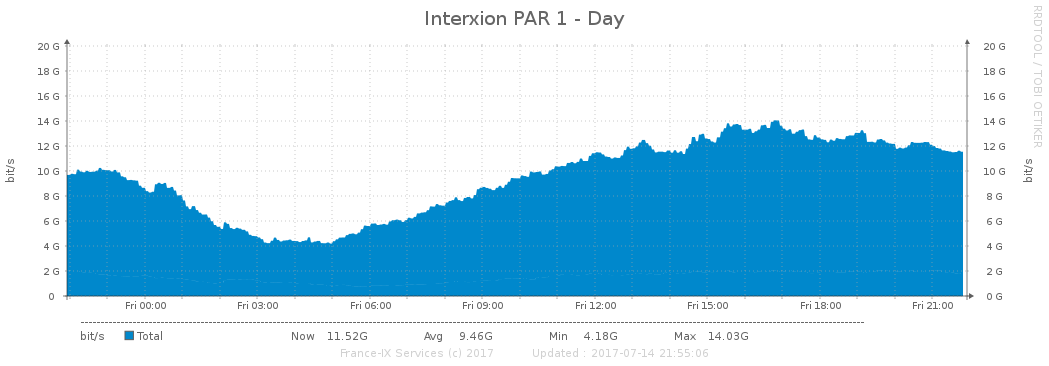 Interxion PAR 1 - Day
RRDTOOL / TOBI OETIKER
20 G 20 G
18 G 18 G
16 G 16 G
14 G 14 G
12 G 12 G
10 G 10 G
8 G 8 G
6 G 6 G
4 G 4 G
2 G 2 G
0 0 G
bit/s
bit/s
Fri 00:00 Fri 03:00 Fri 06:00 Fri 09:00 Fri 12:00 Fri 15:00 Fri 18:00 Fri 21:00
bit/s Total Now 11.52G Avg 9.46G Min 4.18G Max 14.03G
France-IX Services (c) 2017 Updated : 2017-07-14 21:55:06